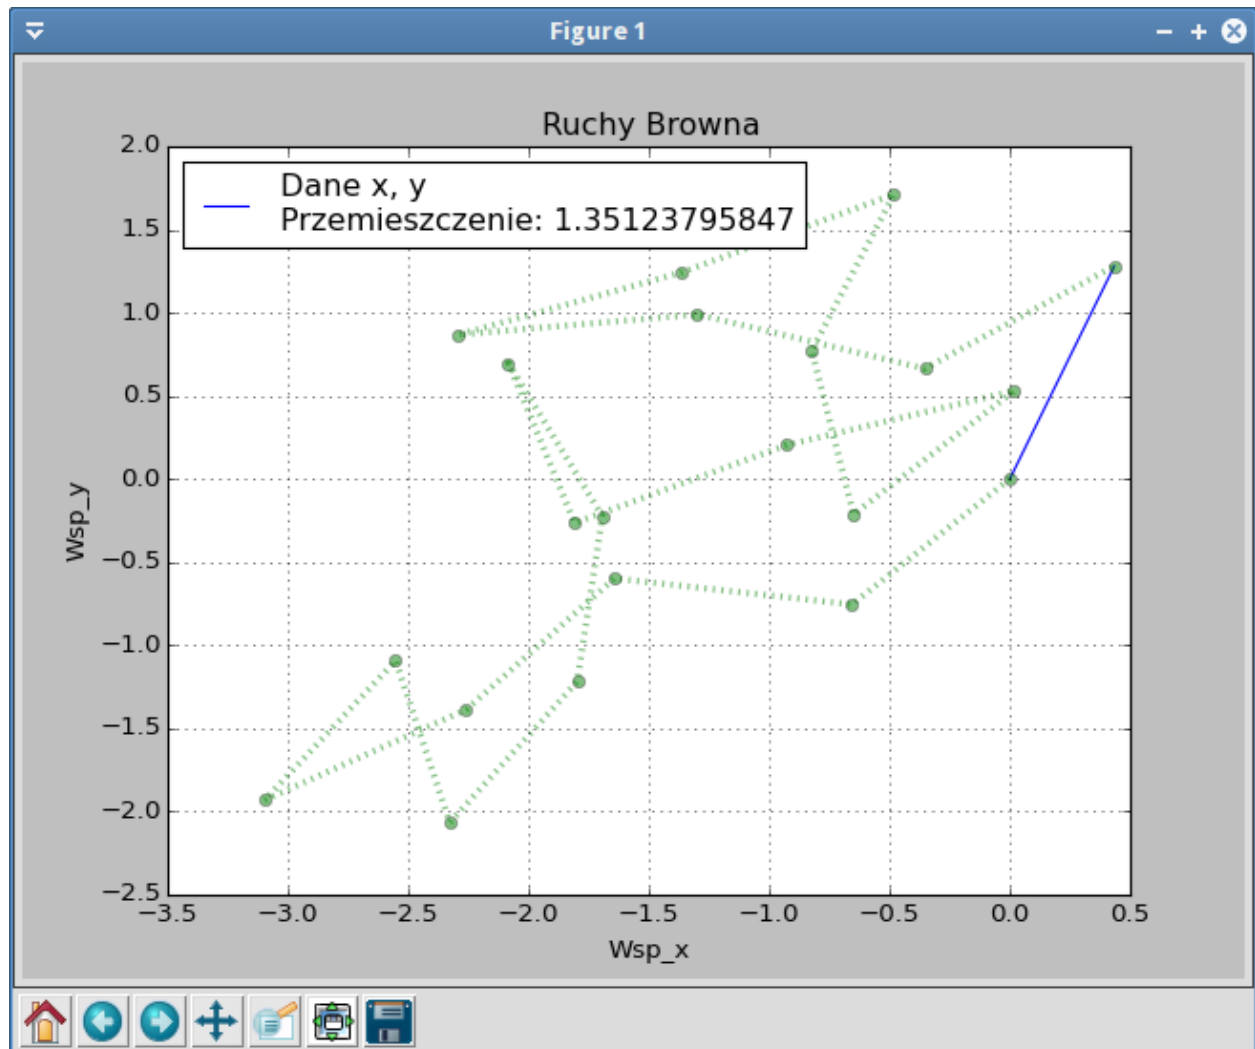 Figure 1
Ruchy Browna
Dane x, y
Przemieszczenie: 1.35123795847
2.0
1.5
1.0
0.5
0.0
−0.5
−1.0
−1.5
−2.0
−2.5
Wsp_y
−3.5 −3.0 −2.5 −2.0 −1.5 −1.0 −0.5 0.0 0.5
Wsp_x